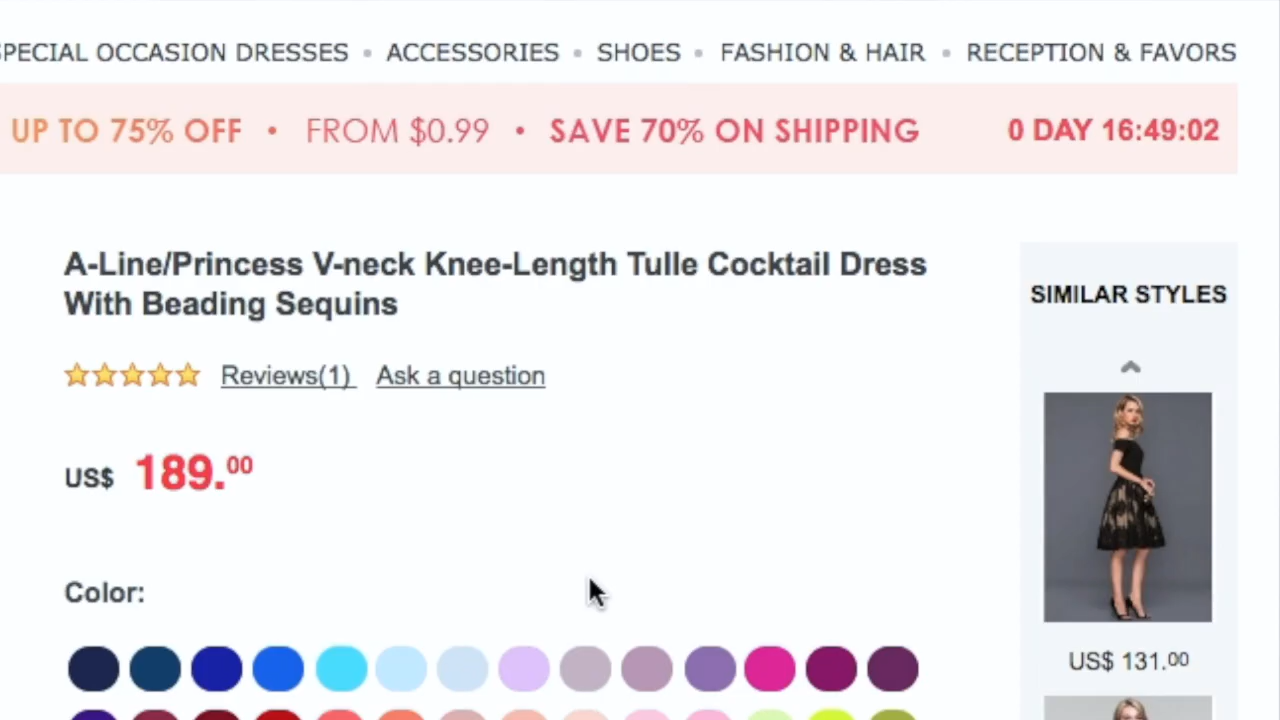 SPECIAL OCCASION DRESSES • ACCESSORIES • SHOES • FASHION & HAIR • RECEPTION & FAVORS
UP TO 75% OFF • FROM $0.99 • SAVE 70% ON SHIPPING 0 DAY 16:49:02
A-Line/Princess V-neck Knee-Length Tulle Cocktail Dress
With Beading Sequins
Reviews(1) Ask a question
US$ 189.00
Color:
SIMILAR STYLES
US$ 131.00